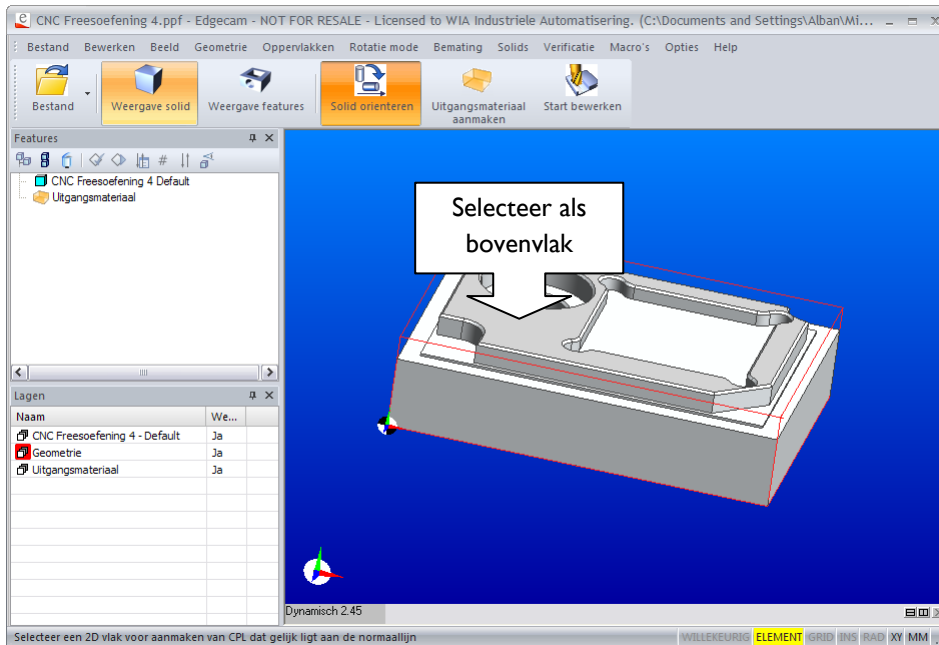 CNC Freesoefening 4.ppf - Edgecam - NOT FOR RESALE - Licensed to WIA Industriele Automatisering. (C:\Documents and Settings\Alban\Mi...
Bestand Bewerken Beeld Geometrie Oppervlakken Rotatie mode Bemating Solids Verificatie Macro's Opties Help
Bestand Weergave solid Weergave features Solid orienteren Uitgangsmateriaal Start bewerken
aanmaken
Features
CNC Freesoefening 4 Default
Uitgangsmateriaal
Selecteer als
bovenvlak
Lagen
Naam We...
CNC Freesoefening 4 - Default Ja
Geometrie Ja
Uitgangsmateriaal Ja
Dynamisch 2.45
Selecteer een 2D vlak voor aanmaken van CPL dat gelijk ligt aan de normaallijn WILLEKEURIG ELEMENT GRID INS RAD XY MM